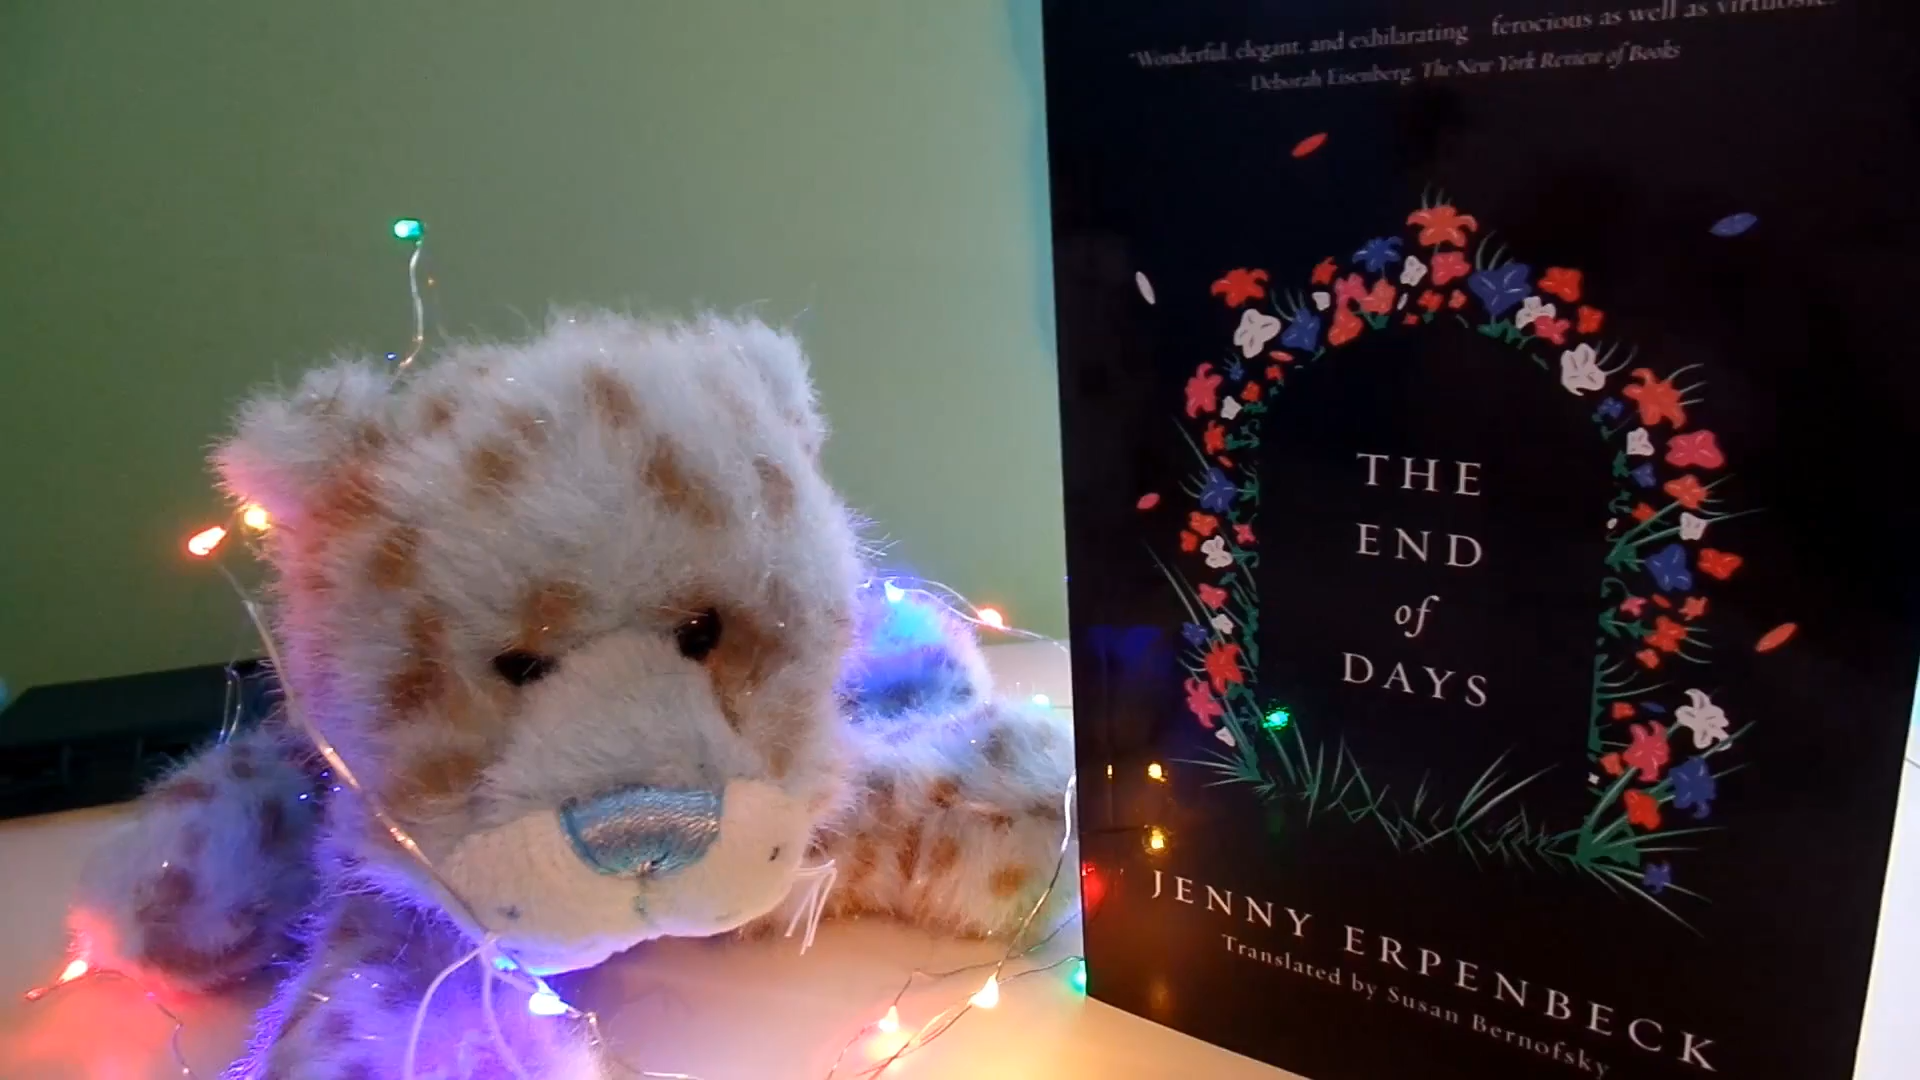 "Wonderful, elegant, and exhilarating ferocious as well as virtuosic.
– Deborah Eisenberg, The New York Review of Books
THE
END
of
DAYS
JENNY ERPENBECK
Translated by Susan Bernofsky